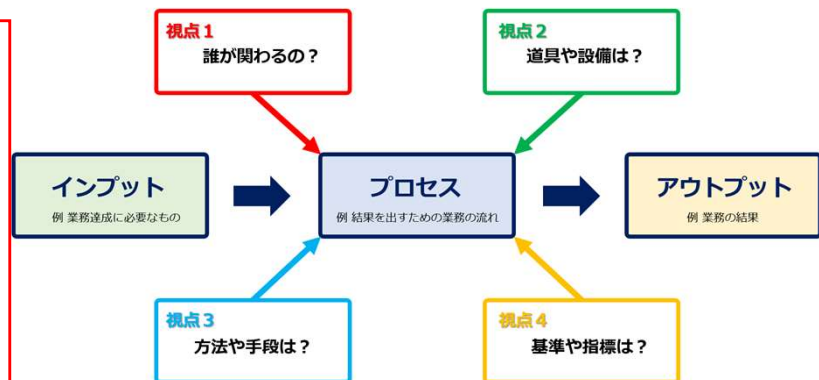 視点1
誰が関わるの？
視点2
道具や設備は？
インプット
例 業務達成に必要なもの
プロセス
例 結果を出すための業務の流れ
アウトプット
例 業務の結果
視点3
方法や手段は？
視点4
基準や指標は？